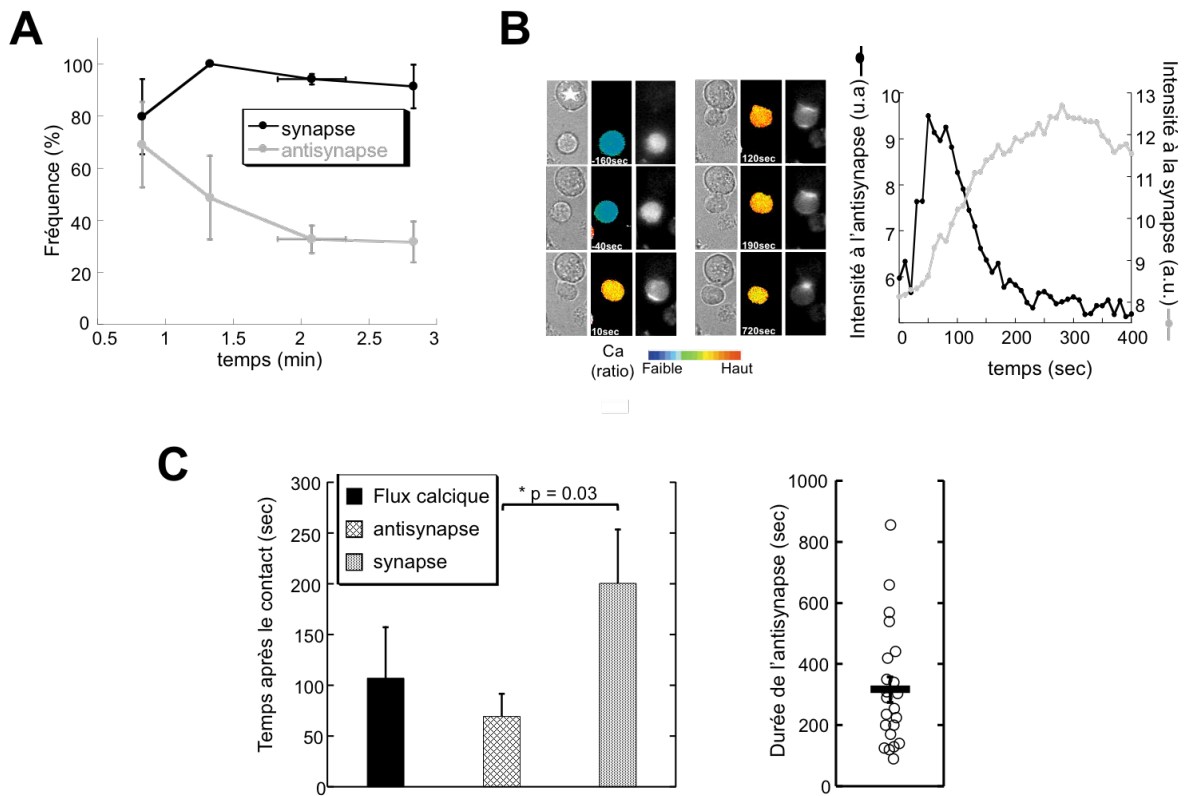 A
Fréquence (%)
100
80
60
40
20
0
synapse
antisynapse
0.5
1
1.5
2
2.5
3
temps (min)
B
-160sec
120sec
-40sec
190sec
10sec
720sec
Ca
(ratio)
Faible
Haut
Intensité à l'antisynapse (u.a)
10
9
8
7
6
Intensité à la synapse (a.u.)
13
12
11
10
9
8
0
100
200
300
400
temps (sec)
C
Temps après le contact (sec)
300
250
200
150
100
50
0
Flux calcique
antisynapse
synapse
* p = 0.03
Durée de l'antisynapse (sec)
1000
800
600
400
200
0